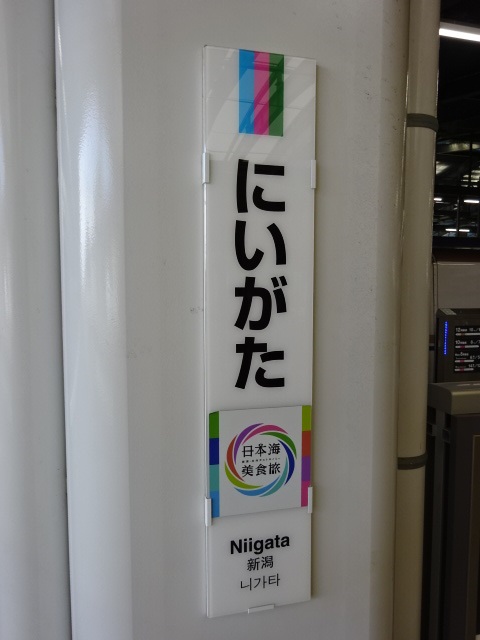 にいがた
日本海
美食旅
Niigata
新潟
니가타